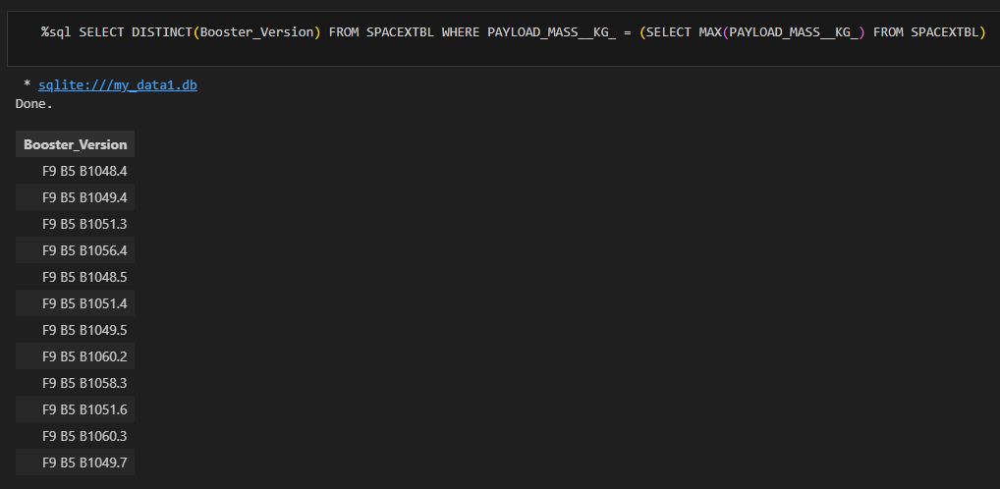 %sql SELECT DISTINCT(Booster_Version) FROM SPACEXTBL WHERE PAYLOAD_MASS__KG_ = (SELECT MAX(PAYLOAD_MASS__KG_) FROM SPACEXTBL)
* sqlite:///my_data1.db
Done.
Booster_Version
F9 B5 B1048.4
F9 B5 B1049.4
F9 B5 B1051.3
F9 B5 B1056.4
F9 B5 B1048.5
F9 B5 B1051.4
F9 B5 B1049.5
F9 B5 B1060.2
F9 B5 B1058.3
F9 B5 B1051.6
F9 B5 B1060.3
F9 B5 B1049.7